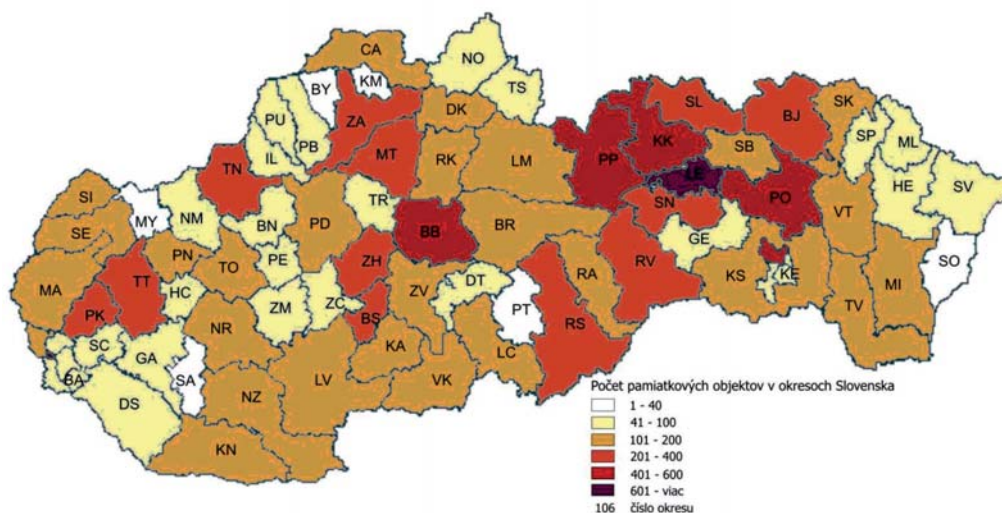 CA
NO
BY
KM
TS
PU
ZA
DK
SL
BJ
SK
PB
IL
MT
RK
LM
PP
KK
SB
SP
ML
TN
LE
HE
SV
SI
MY
NM
BN
PD
TR
SN
PO
VT
SE
BB
BR
GE
SO
PN
TO
PE
ZH
RV
KS
KE
MI
MA
TT
HC
ZM
ZC
ZV
DT
PT
RA
TV
PK
BS
RS
SC
GA
NR
KA
LC
BA
SA
LV
VK
DS
NZ
KN
Počet pamiatkových objektov v okresoch Slovenska
1 - 40
41 - 100
101 - 200
201 - 400
401 - 600
601 - viac
106 číslo okresu